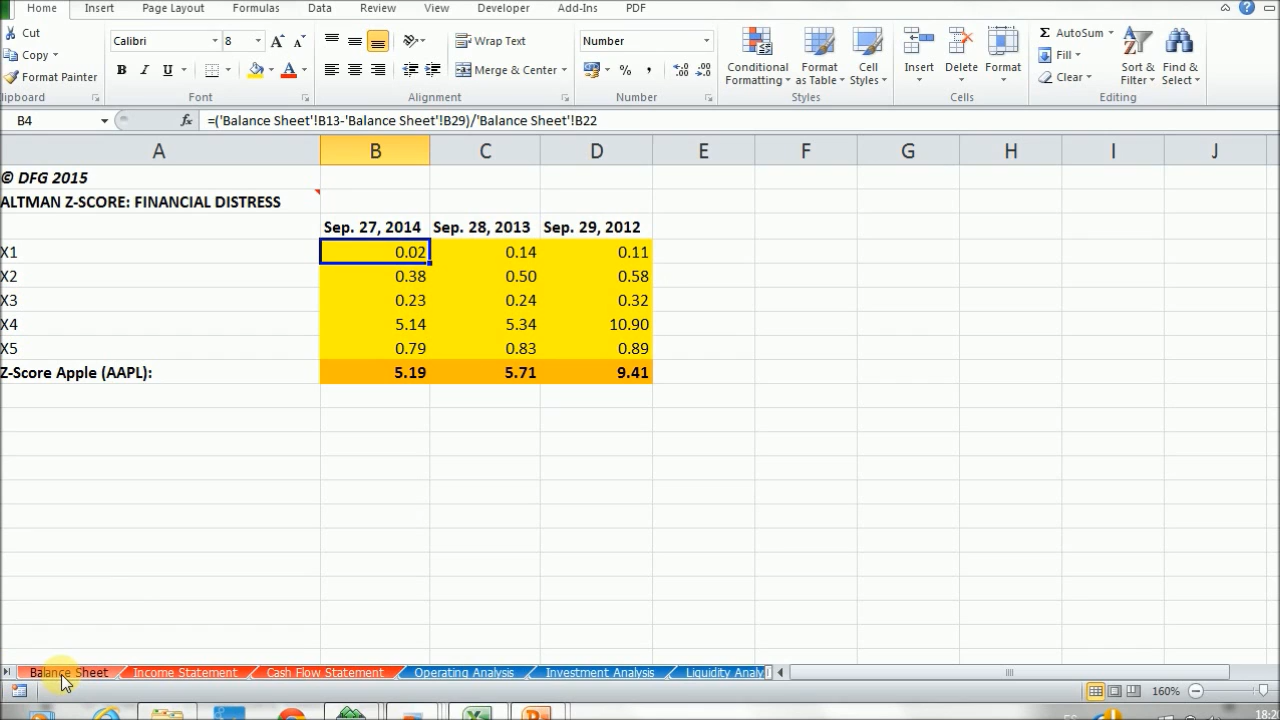 Home Insert Page Layout Formulas Data Review View Developer Add-Ins PDF
Cut
Copy
Format Painter
lipboard
Calibri 8
B I U
Font
Wrap Text
Merge & Center
Alignment
Number
%
Number
Conditional Formatting
Format as Table
Cell Styles
Styles
Insert Delete Format
Cells
AutoSum
Fill
Clear
Sort & Filter
Find & Select
Editing
B4 fx =('Balance Sheet'!B13-'Balance Sheet'!B29)/'Balance Sheet'!B22
A B C D E F G H I J
© DFG 2015
ALTMAN Z-SCORE: FINANCIAL DISTRESS
Sep. 27, 2014 Sep. 28, 2013 Sep. 29, 2012
X1 0.02 0.14 0.11
X2 0.38 0.50 0.58
X3 0.23 0.24 0.32
X4 5.14 5.34 10.90
X5 0.79 0.83 0.89
Z-Score Apple (AAPL): 5.19 5.71 9.41
Balance Sheet Income Statement Cash Flow Statement Operating Analysis Investment Analysis Liquidity Analy
160%